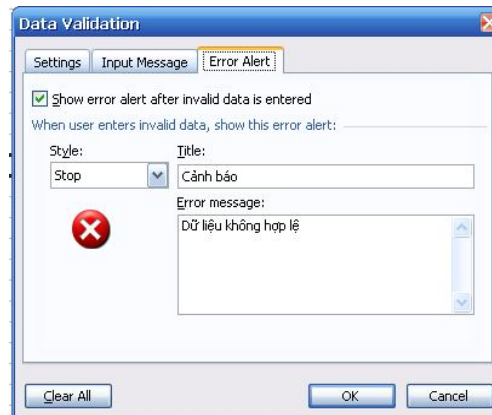 Data Validation
Settings Input Message Error Alert
Show error alert after invalid data is entered
When user enters invalid data, show this error alert:
Style: Title:
Stop Cảnh báo
Error message:
Dữ liệu không hợp lệ
Clear All OK Cancel